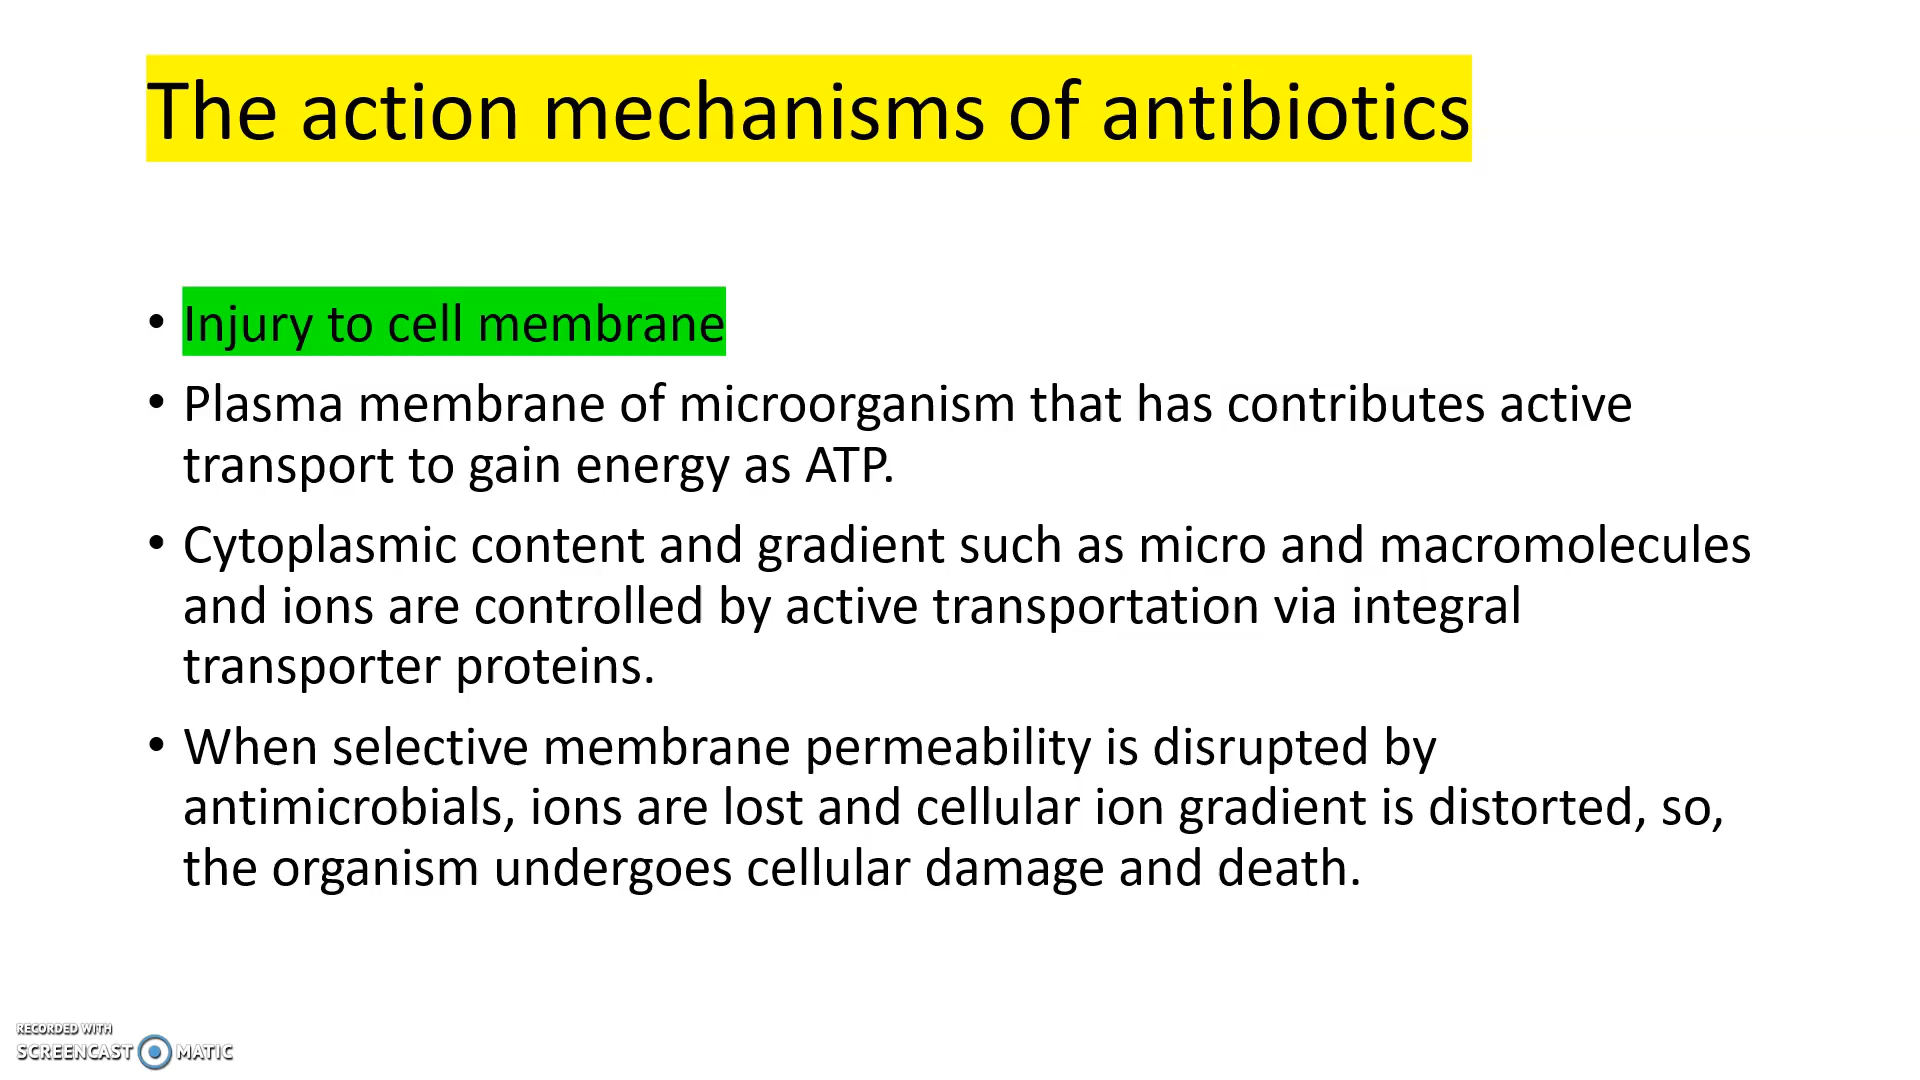 The action mechanisms of antibiotics
• Injury to cell membrane
• Plasma membrane of microorganism that has contributes active
transport to gain energy as ATP.
• Cytoplasmic content and gradient such as micro and macromolecules
and ions are controlled by active transportation via integral
transporter proteins.
• When selective membrane permeability is disrupted by
antimicrobials, ions are lost and cellular ion gradient is distorted, so,
the organism undergoes cellular damage and death.
RECORDED WITH
SCREENCAST MATIC